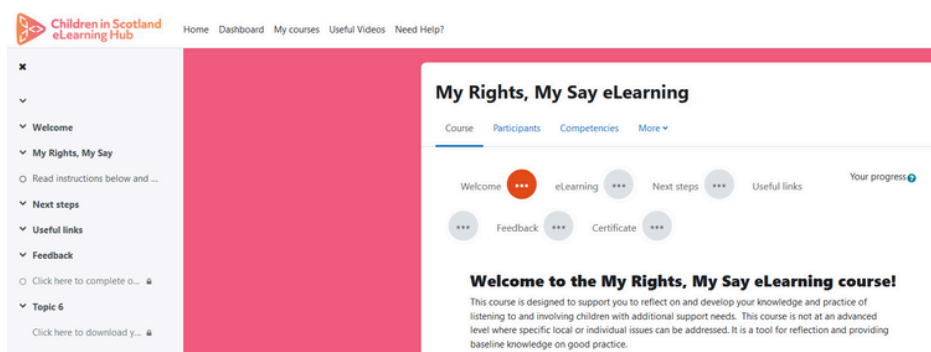 Children in Scotland
eLearning Hub
Home Dashboard My courses Useful Videos Need Help?
Welcome
My Rights, My Say
Read instructions below and ...
Next steps
Useful links
Feedback
Click here to complete o...
Topic 6
Click here to download y...
My Rights, My Say eLearning
Course Participants Competencies More
Welcome eLearning Next steps Useful links
Your progress
Feedback Certificate
Welcome to the My Rights, My Say eLearning course!
This course is designed to support you to reflect on and develop your knowledge and practice of
listening to and involving children with additional support needs. This course is not at an advanced
level where specific local or individual issues can be addressed. It is a tool for reflection and providing
baseline knowledge on good practice.